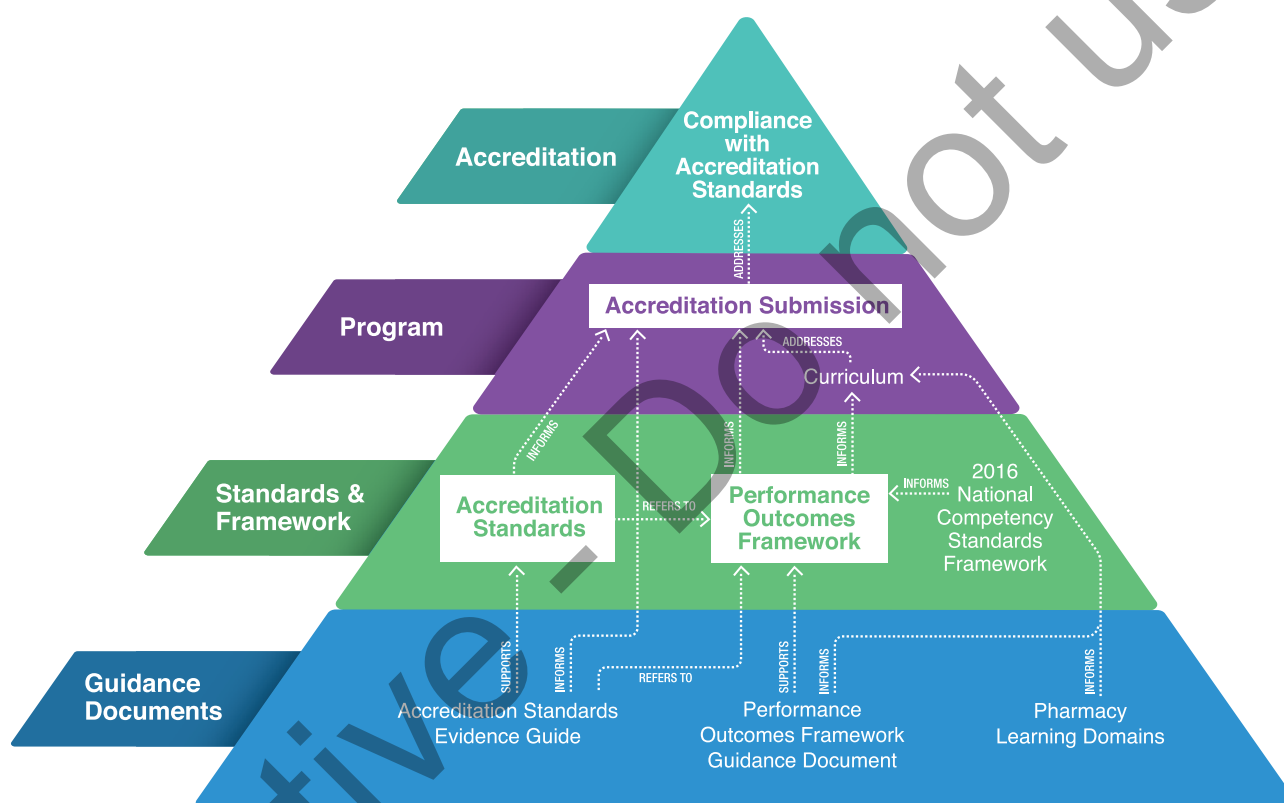 Compliance
with
Accreditation
Standards
Accreditation
ADDRESSES
Program
Accreditation Submission
ADDRESSES
Curriculum
INFORMS
INFORMS
INFORMS
Standards &
Framework
Accreditation
Standards
REFERS TO
Performance
Outcomes
Framework
INFORMS
2016
National
Competency
Standards
Framework
Guidance
Documents
SUPPORTS
INFORMS
REFERS TO
SUPPORTS
INFORMS
INFORMS
Accreditation Standards
Evidence Guide
Performance
Outcomes Framework
Guidance Document
Pharmacy
Learning Domains
- Do not